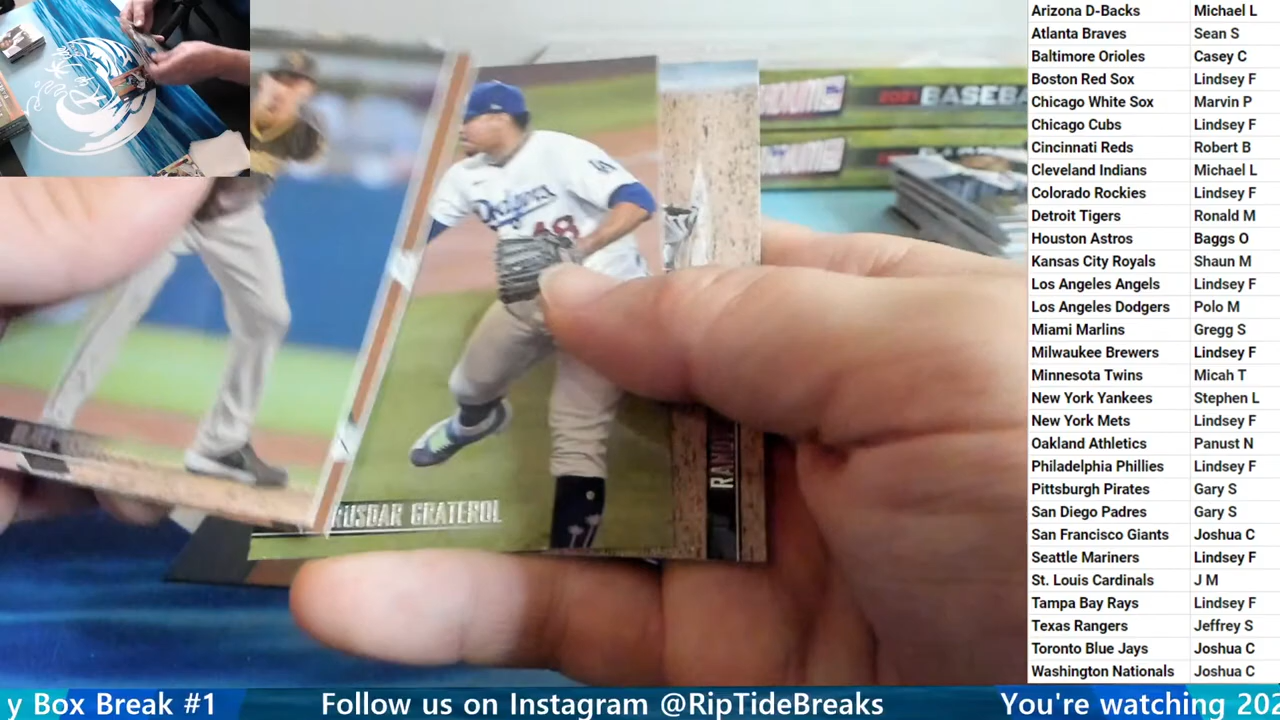 Arizona D-Backs Michael L
Atlanta Braves Sean S
Baltimore Orioles Casey C
Boston Red Sox Lindsey F
Chicago White Sox Marvin P
Chicago Cubs Lindsey F
Cincinnati Reds Robert B
Cleveland Indians Michael L
Colorado Rockies Lindsey F
Detroit Tigers Ronald M
Houston Astros Baggs O
Kansas City Royals Shaun M
Los Angeles Angels Lindsey F
Los Angeles Dodgers Polo M
Miami Marlins Gregg S
Milwaukee Brewers Lindsey F
Minnesota Twins Micah T
New York Yankees Stephen L
New York Mets Lindsey F
Oakland Athletics Panust N
Philadelphia Phillies Lindsey F
Pittsburgh Pirates Gary S
San Diego Padres Gary S
San Francisco Giants Joshua C
Seattle Mariners Lindsey F
St. Louis Cardinals J M
Tampa Bay Rays Lindsey F
Texas Rangers Jeffrey S
Toronto Blue Jays Joshua C
Washington Nationals Joshua C
2021 BASEBA
Dodgers
48
LA
RUSDAR GRATEROL
RAND
y Box Break #1 Follow us on Instagram @RipTideBreaks You're watching 202